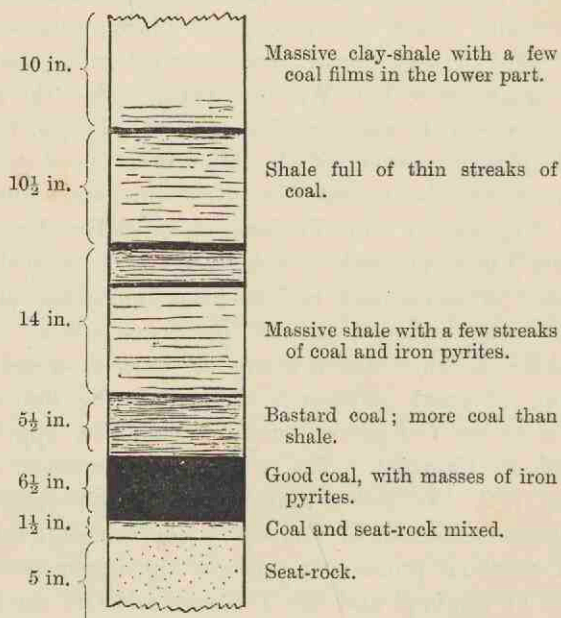 10 in.
Massive clay-shale with a few
coal films in the lower part.
10½ in.
Shale full of thin streaks of
coal.
14 in.
Massive shale with a few streaks
of coal and iron pyrites.
5½ in.
Bastard coal; more coal than
shale.
6½ in.
Good coal, with masses of iron
pyrites.
1½ in.
Coal and seat-rock mixed.
5 in.
Seat-rock.